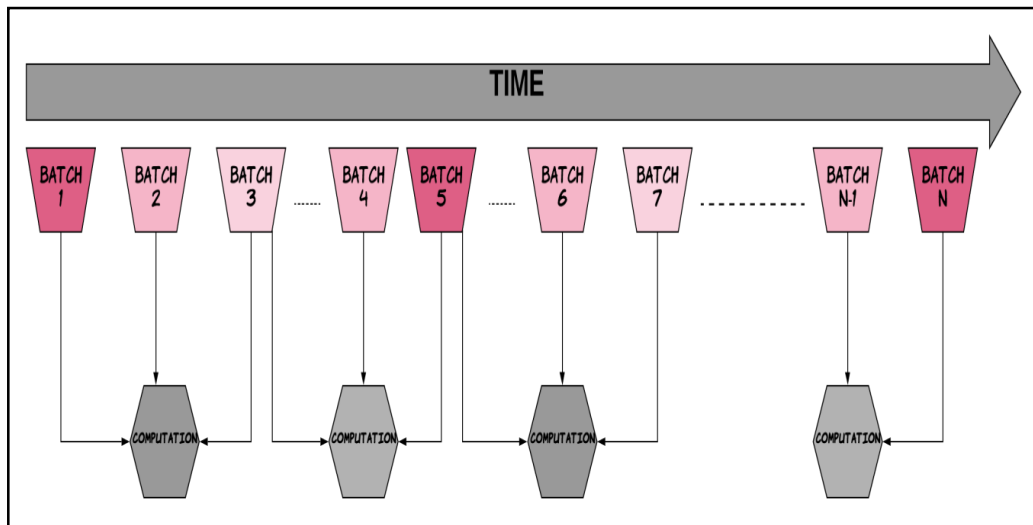 TIME
BATCH
1
BATCH
2
BATCH
3
BATCH
4
BATCH
5
BATCH
6
BATCH
7
BATCH
N-1
BATCH
N
COMPUTATION
COMPUTATION
COMPUTATION
COMPUTATION